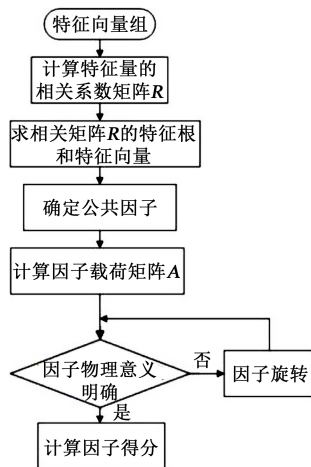 特征向量组
计算特征量的
相关系数矩阵R
求相关矩阵R的特征根
和特征向量
确定公共因子
计算因子载荷矩阵A
因子物理意义
明确
否
因子旋转
是
计算因子得分